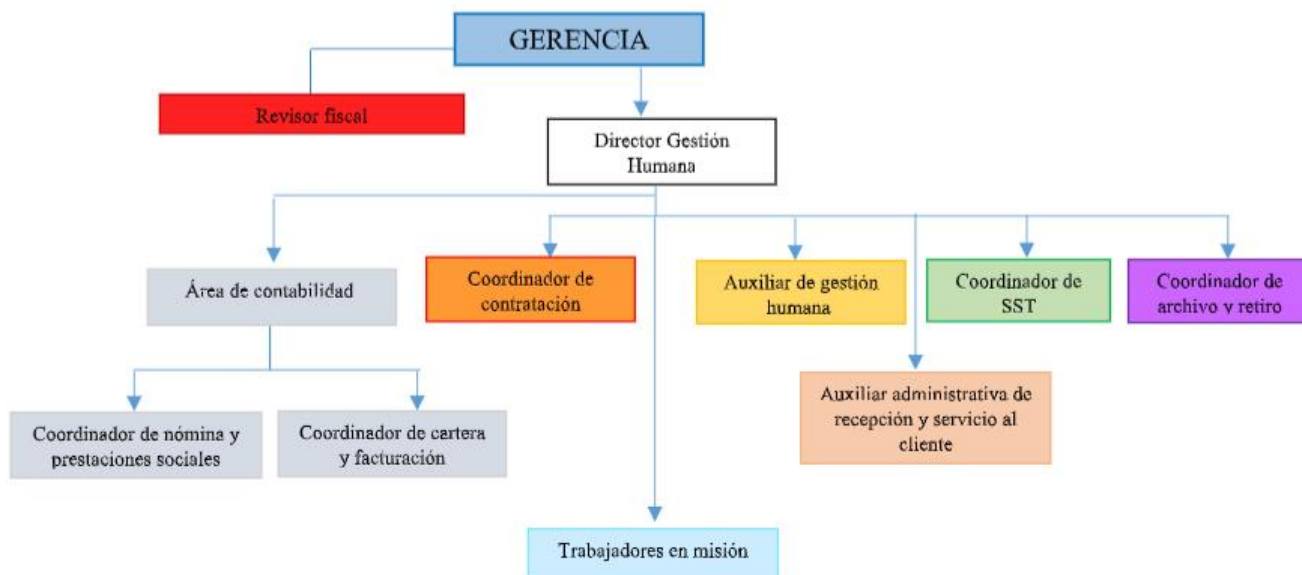 GERENCIA
Revisor fiscal
Director Gestión
Humana
Área de contabilidad
Coordinador de
contratación
Auxiliar de gestión
humana
Coordinador de
SST
Coordinador de
archivo y retiro
Coordinador de nómina y
prestaciones sociales
Coordinador de cartera
y facturación
Auxiliar administrativa de
recepción y servicio al
cliente
Trabajadores en misión